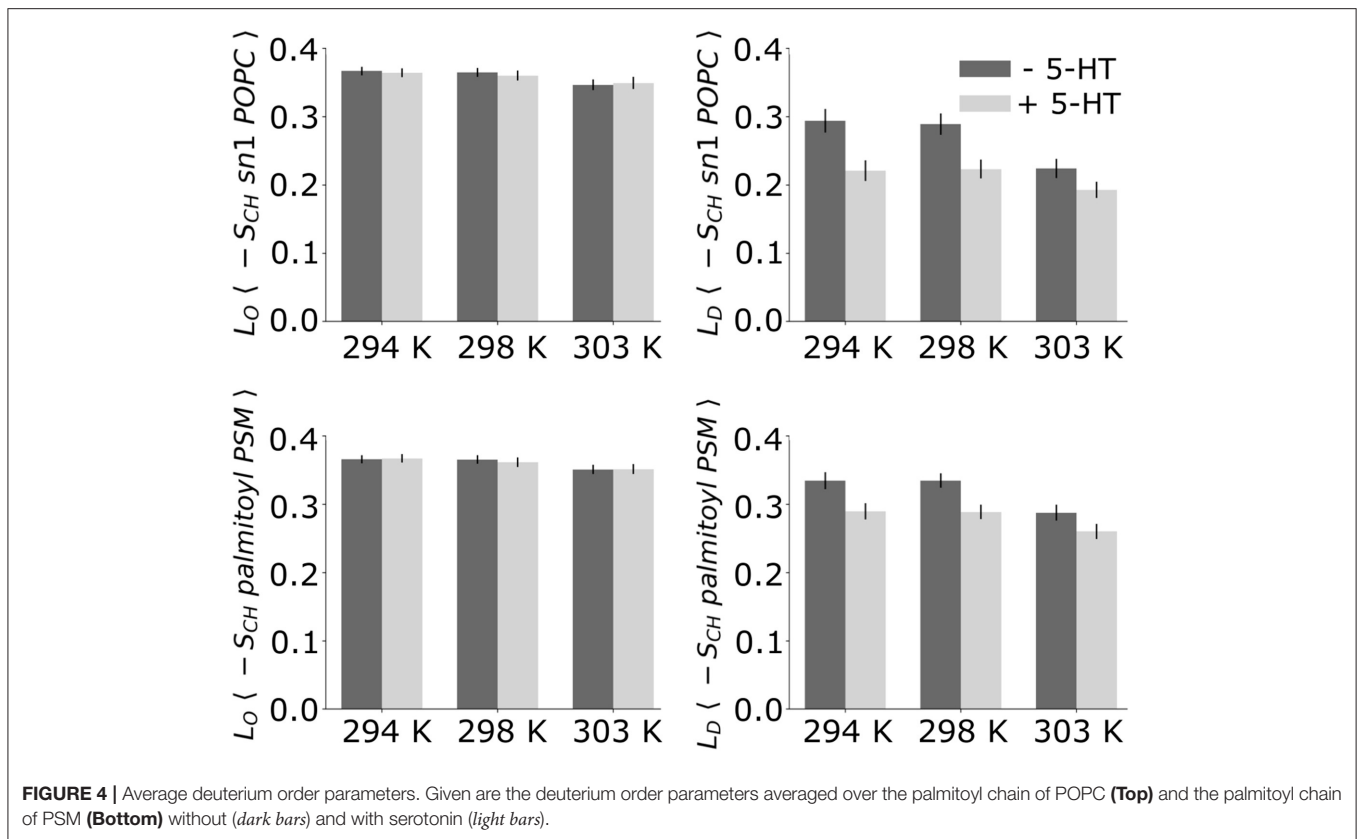 L_O ⟨ − S_CH sn1 POPC ⟩
0.4
0.3
0.2
0.1
0.0
294 K 298 K 303 K
L_D ⟨ − S_CH sn1 POPC ⟩
0.4
0.3
0.2
0.1
0.0
294 K 298 K 303 K
- 5-HT
+ 5-HT
L_O ⟨ − S_CH palmitoyl PSM ⟩
0.4
0.3
0.2
0.1
0.0
294 K 298 K 303 K
L_D ⟨ − S_CH palmitoyl PSM ⟩
0.4
0.3
0.2
0.1
0.0
294 K 298 K 303 K
FIGURE 4 | Average deuterium order parameters. Given are the deuterium order parameters averaged over the palmitoyl chain of POPC (Top) and the palmitoyl chain
of PSM (Bottom) without (dark bars) and with serotonin (light bars).